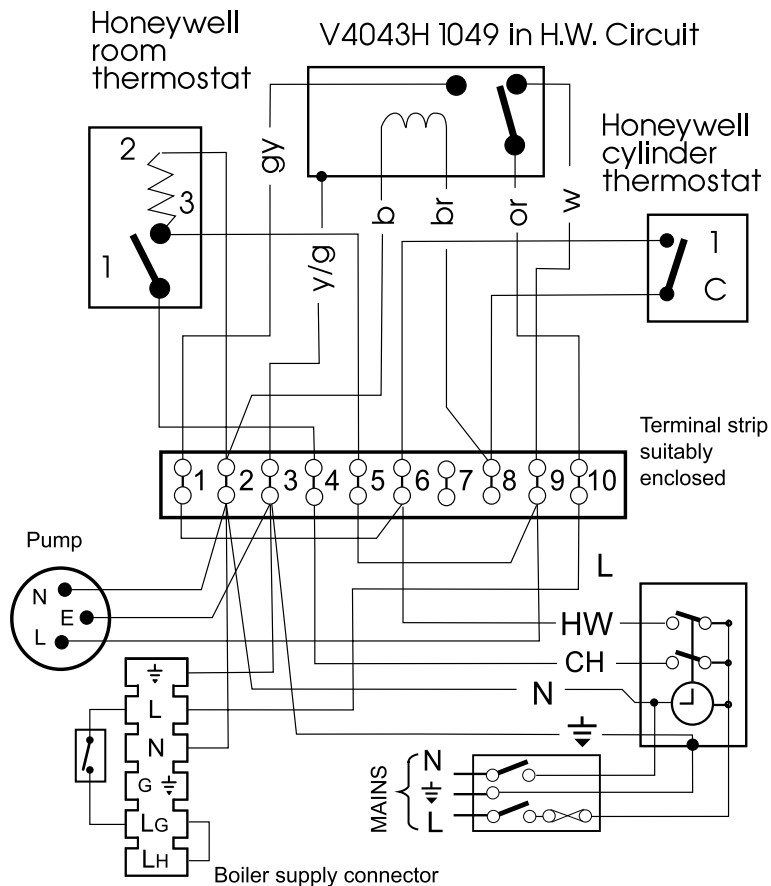 Honeywell
room
thermostat
V4043H 1049 in H.W. Circuit
Honeywell
cylinder
thermostat
2
3
1
gy
b
br
or
w
y/g
1
C
Terminal strip
suitably
enclosed
1 2 3 4 5 6 7 8 9 10
Pump
N
E
L
L
HW
CH
N
L
N
G
LG
LH
MAINS
N
L
Boiler supply connector